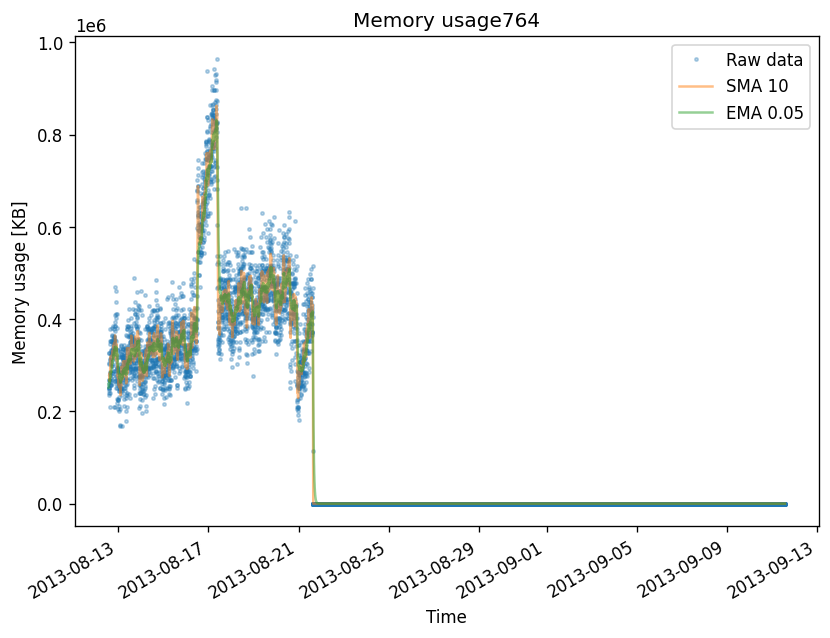 Memory usage764
1e6
Raw data
SMA 10
EMA 0.05
1.0
0.8
0.6
0.4
0.2
0.0
Memory usage [KB]
2013-08-13
2013-08-17
2013-08-21
2013-08-25
2013-08-29
2013-09-01
2013-09-05
2013-09-09
2013-09-13
Time